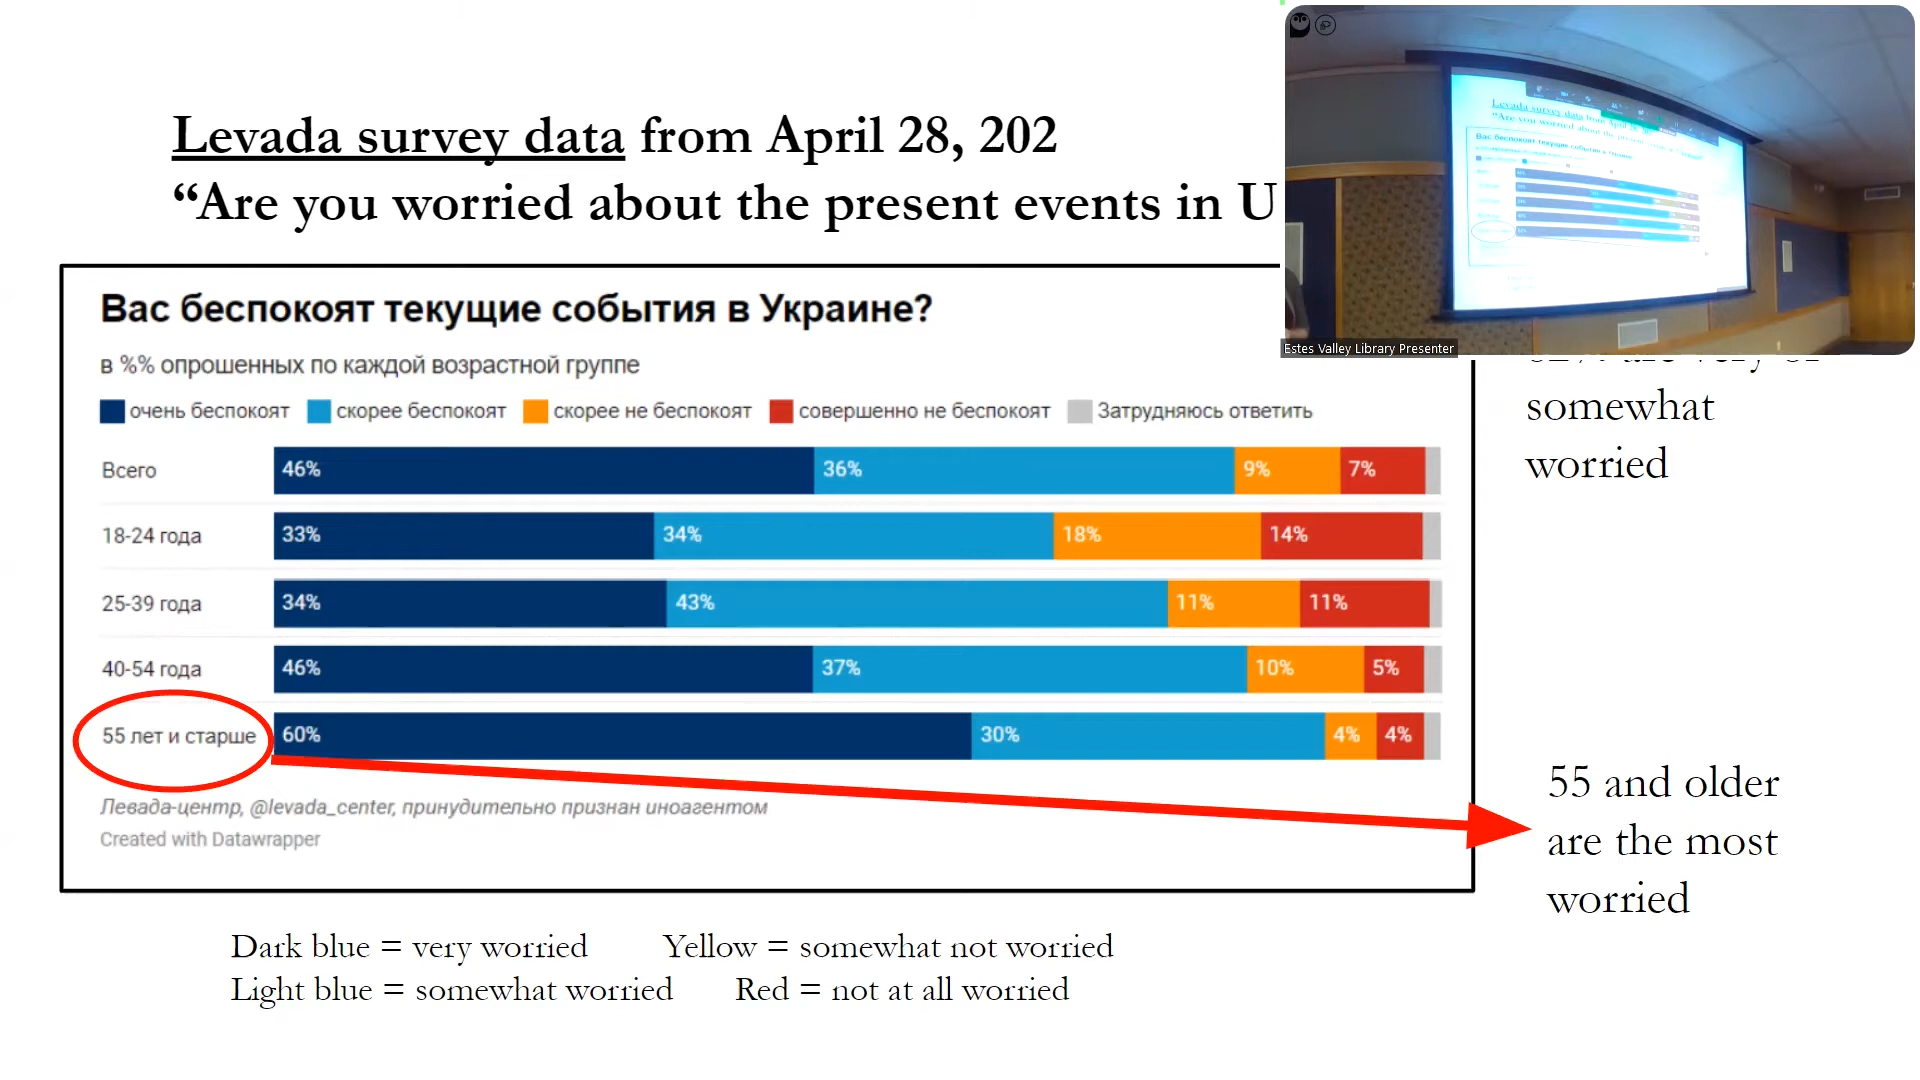 Levada survey data from April 28, 202
“Are you worried about the present events in U
Estes Valley Library Presenter
Вас беспокоят текущие события в Украине?
в %% опрошенных по каждой возрастной группе
очень беспокоят скорее беспокоят скорее не беспокоят совершенно не беспокоят Затрудняюсь ответить
Всего 46% 36% 9% 7%
18-24 года 33% 34% 18% 14%
25-39 года 34% 43% 11% 11%
40-54 года 46% 37% 10% 5%
55 лет и старше 60% 30% 4% 4%
Левада-центр, @levada_center, принудительно признан иноагентом
Created with Datawrapper
somewhat
worried
55 and older
are the most
worried
Dark blue = very worried Yellow = somewhat not worried
Light blue = somewhat worried Red = not at all worried